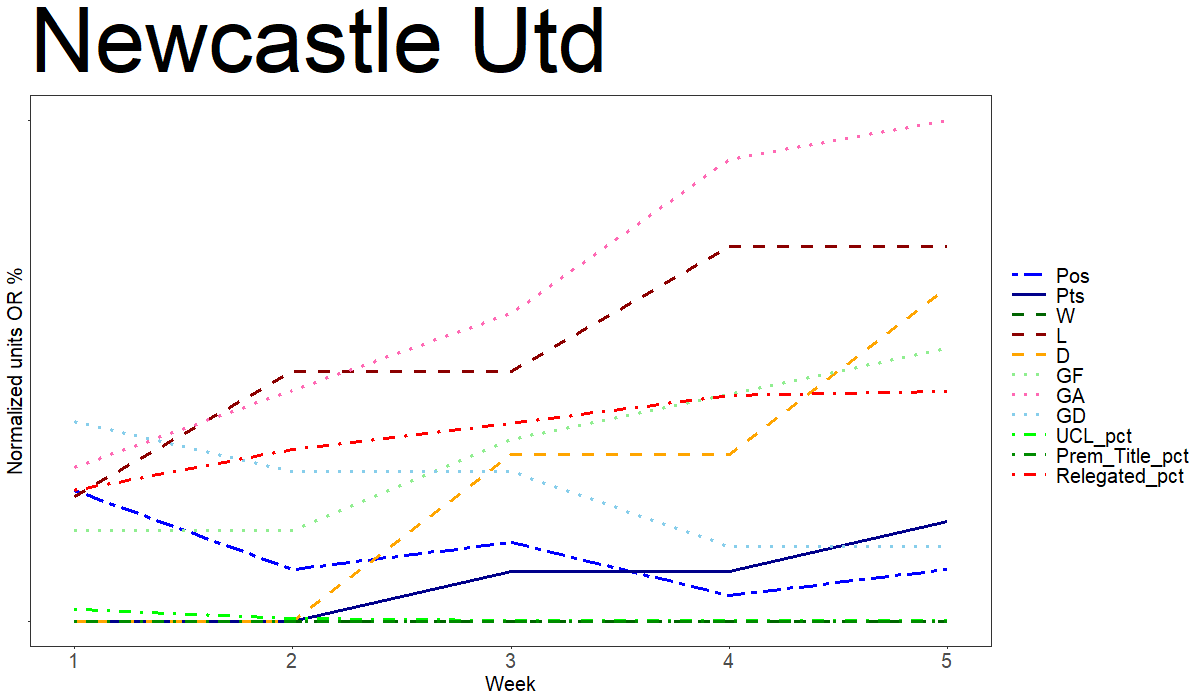 Newcastle Utd
Normalized units OR %
1 2 3 4 5
Week
Pos
Pts
W
L
D
GF
GA
GD
UCL_pct
Prem_Title_pct
Relegated_pct